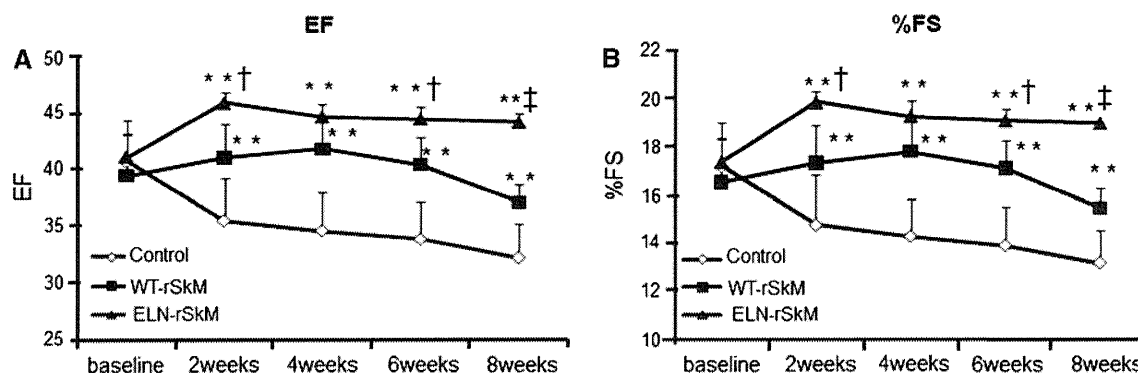 EF
A
50
45
40
35
30
25
EF
**†
**
**†
**‡
**
**
**
**
Control
WT-rSkM
ELN-rSkM
baseline 2weeks 4weeks 6weeks 8weeks
%FS
B
22
20
18
16
14
12
10
%FS
**†
**
**†
**‡
**
**
**
**
Control
WT-rSkM
ELN-rSkM
baseline 2weeks 4weeks 6weeks 8weeks